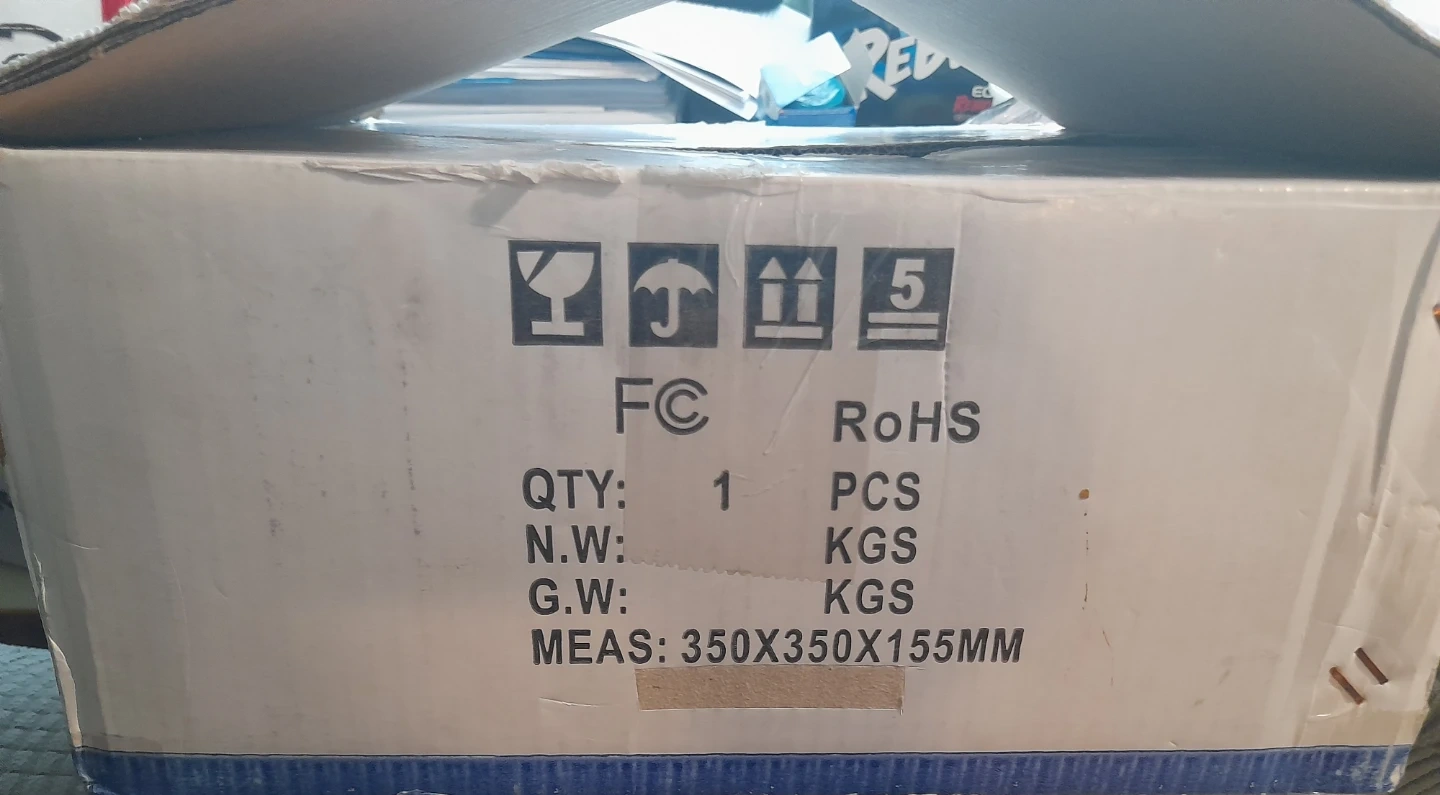 5
FC RoHS
QTY: 1 PCS
N.W: KGS
G.W: KGS
MEAS: 350X350X155MM